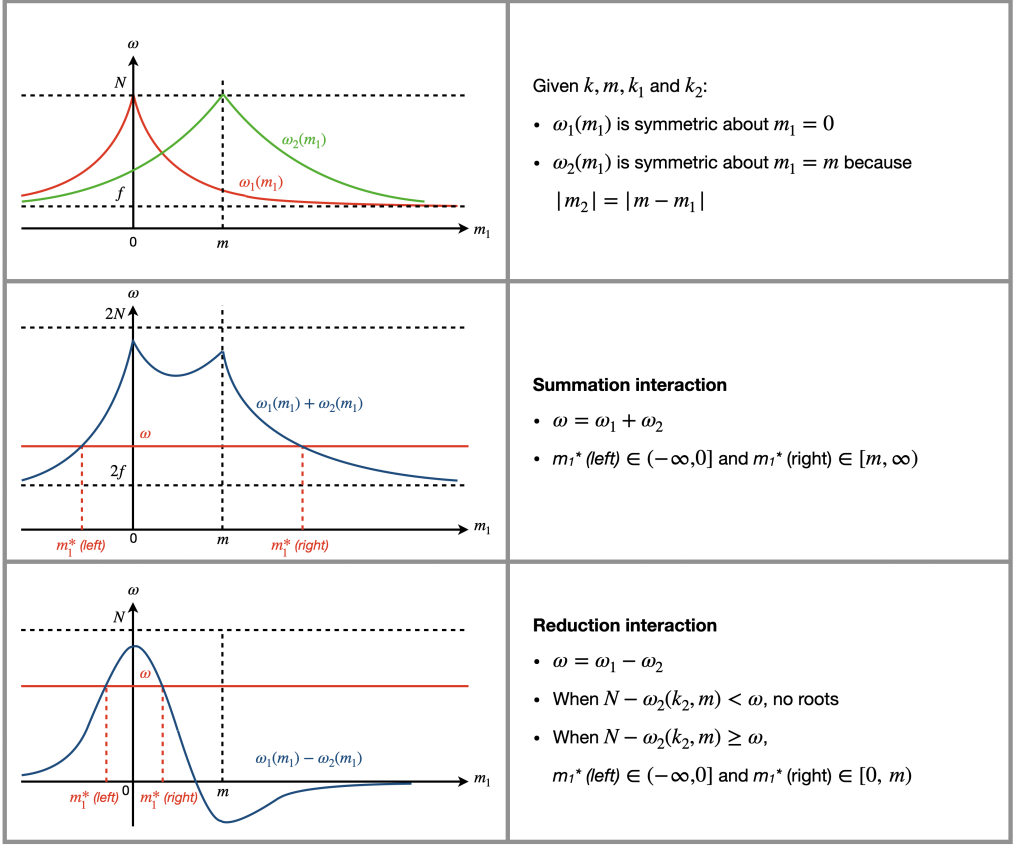 ω
N
ω₂(m₁)
ω₁(m₁)
f
m₁
0
m
Given k, m, k₁ and k₂:
• ω₁(m₁) is symmetric about m₁ = 0
• ω₂(m₁) is symmetric about m₁ = m because
|m₂| = |m − m₁|
ω
2N
ω₁(m₁) + ω₂(m₁)
ω
2f
m₁
0
m
m₁* (left)
m₁* (right)
Summation interaction
• ω = ω₁ + ω₂
• m₁* (left) ∈ (−∞,0] and m₁* (right) ∈ [m, ∞)
ω
N
ω
ω₁(m₁) − ω₂(m₁)
m₁
m₁* (left)
0
m₁* (right)
m
Reduction interaction
• ω = ω₁ − ω₂
• When N − ω₂(k₂, m) < ω, no roots
• When N − ω₂(k₂, m) ≥ ω,
m₁* (left) ∈ (−∞,0] and m₁* (right) ∈ [0, m)